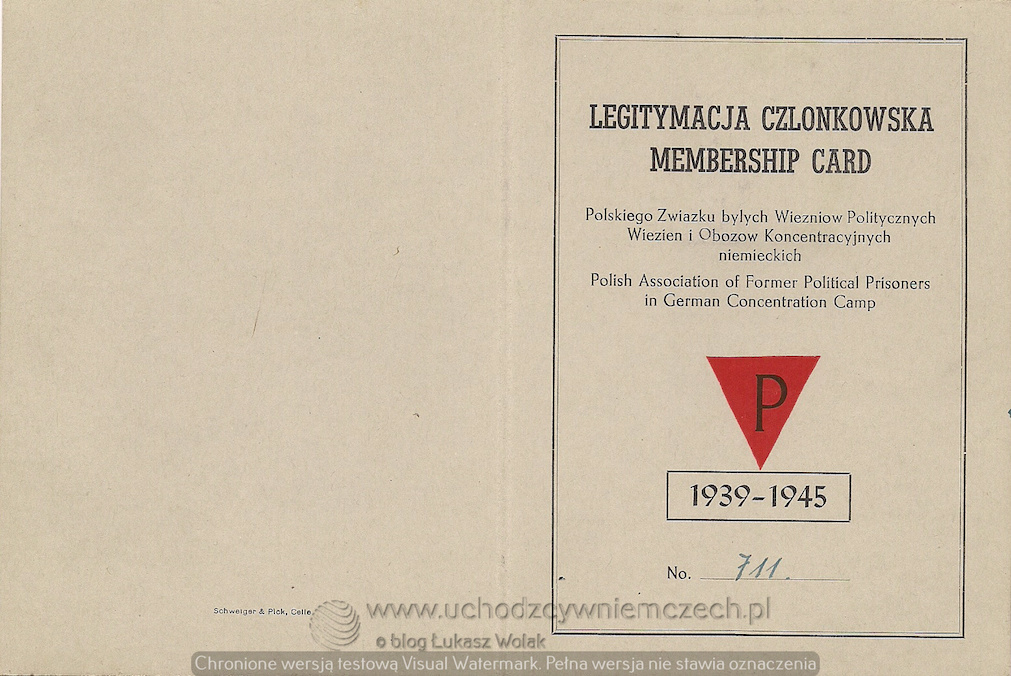 LEGITYMACJA CZLONKOWSKA
MEMBERSHIP CARD
Polskiego Zwiazku bylych Wiezniow Politycznych
Wiezien i Obozow Koncentracyjnych
niemieckich
Polish Association of Former Political Prisoners
in German Concentration Camp
P
1939-1945
No. 711.
Schweiger & Pick, Celle.
www.uchodzcywniemczech.pl
© blog Łukasz Wolak
Chronione wersją testową Visual Watermark. Pełna wersja nie stawia oznaczenia